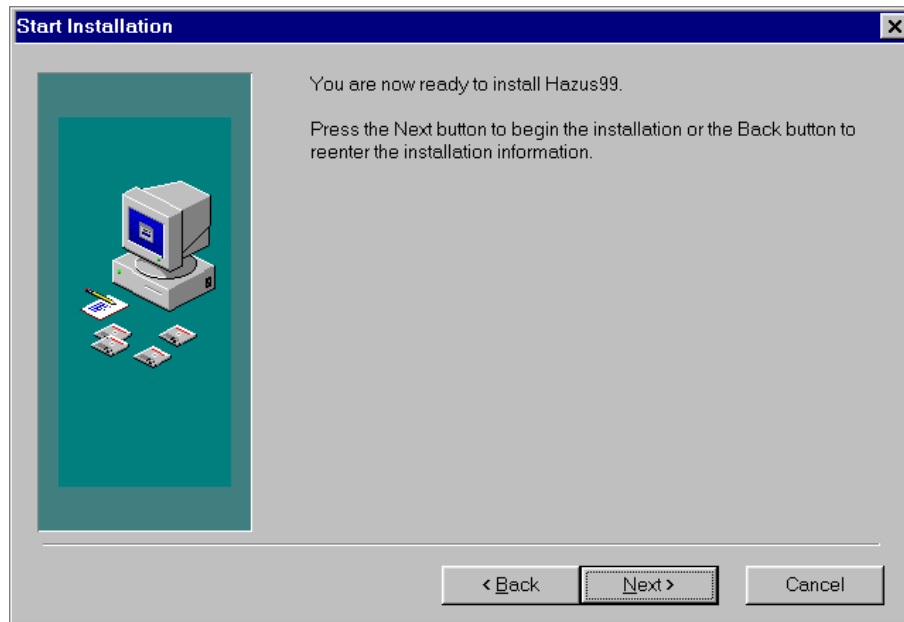 Start Installation
You are now ready to install Hazus99.
Press the Next button to begin the installation or the Back button to
reenter the installation information.
< Back
Next >
Cancel